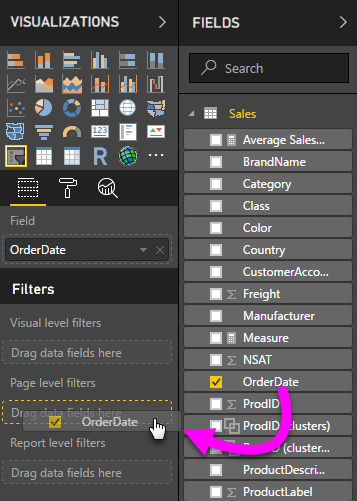 VISUALIZATIONS
123
R
Field
OrderDate
Filters
Visual level filters
Drag data fields here
Page level filters
Drag data fields here
OrderDate
Report level filters
Drag data fields here
FIELDS
Search
Sales
Average Sales...
BrandName
Category
Class
Color
Country
CustomerAcco...
Freight
Manufacturer
Measure
NSAT
OrderDate
ProdID
ProdID (clusters)
(cluster...
ProductDescri...
ProductLabel